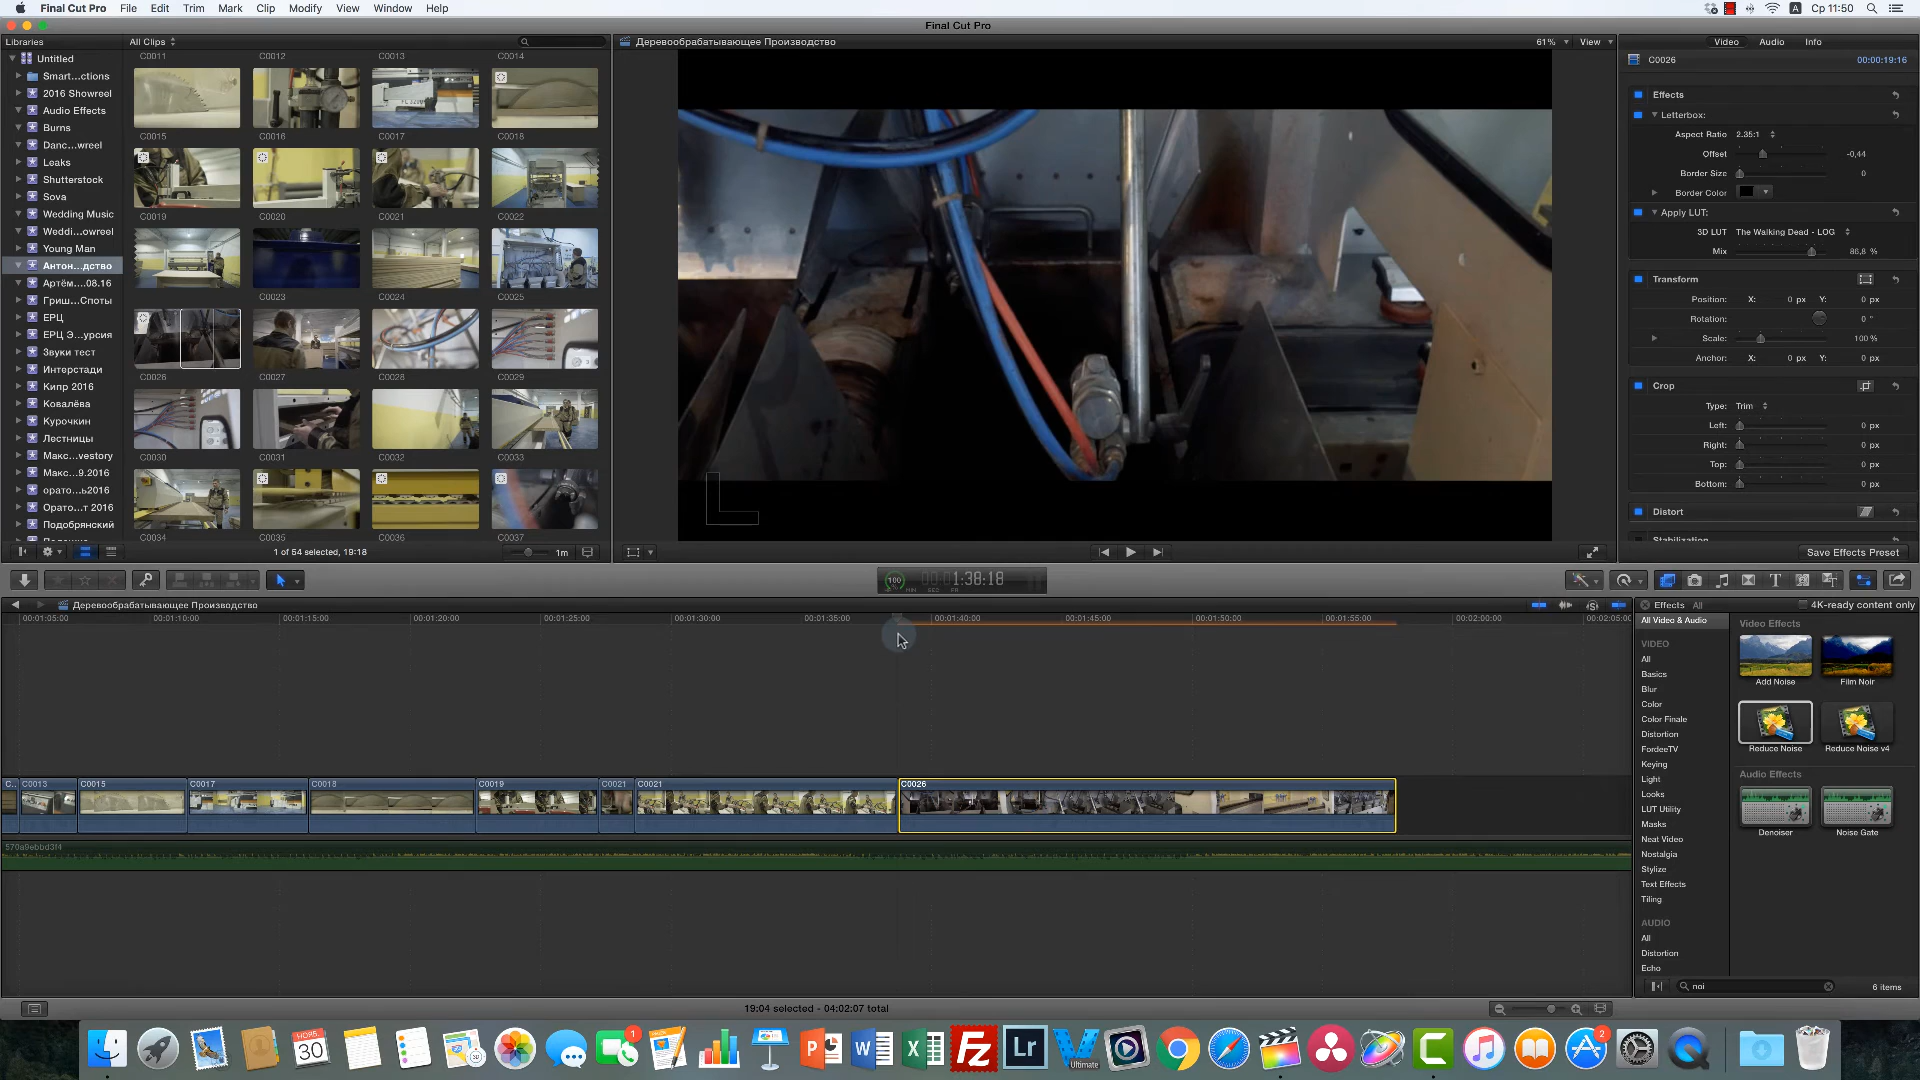 Final Cut Pro File Edit Trim Mark Clip Modify View Window Help
Ср 11:50
Final Cut Pro
Libraries
All Clips
Деревообрабатывающее Производство
61%
View
Video Audio Info
C0026
00:00:19:16
Untitled
Smart...ctions
2016 Showreel
Audio Effects
Burns
Danc...wreel
Leaks
Shutterstock
Sova
Wedding Music
Weddi...owreel
Young Man
Антон...дство
Артём....08.16
Гриш...Споты
ЕРЦ
ЕРЦ Э...урсия
Звуки тест
Интерстади
Кипр 2016
Ковалёва
Курочкин
Лестницы
Макс...vestory
Макс...9.2016
орато...ь2016
Орато...т 2016
Подобрянский
C0011 C0012 C0013 C0014
C0015 C0016 C0017 C0018
C0019 C0020 C0021 C0022
C0023 C0024 C0025
C0026 C0027 C0028 C0029
C0030 C0031 C0032 C0033
C0034 C0035 C0036 C0037
1 of 54 selected, 19:18
1m
Effects
Letterbox:
Aspect Ratio 2.35:1
Offset -0,44
Border Size 0
Border Color
Apply LUT:
3D LUT The Walking Dead - LOG
Mix 86,8 %
Transform
Position: X: 0 px Y: 0 px
Rotation: 0 °
Scale: 100 %
Anchor: X: 0 px Y: 0 px
Crop
Type: Trim
Left: 0 px
Right: 0 px
Top: 0 px
Bottom: 0 px
Distort
Stabilization
Save Effects Preset
100
1:38:18
Деревообрабатывающее Производство
00:01:05:00 00:01:10:00 00:01:15:00 00:01:20:00 00:01:25:00 00:01:30:00 00:01:35:00 00:01:40:00 00:01:45:00 00:01:50:00 00:01:55:00 00:02:00:00 00:02:05:00
C... C0013 C0015 C0017 C0018 C0019 C0021 C0021 C0026
570a9ebbd3f4
Effects All
4K-ready content only
All Video & Audio
VIDEO
All
Basics
Blur
Color
Color Finale
Distortion
FordeeTV
Keying
Light
Looks
LUT Utility
Masks
Neat Video
Nostalgia
Stylize
Text Effects
Tiling
AUDIO
All
Distortion
Echo
Video Effects
Add Noise
Film Noir
Reduce Noise
Reduce Noise v4
Audio Effects
Denoiser
Noise Gate
noi
6 items
19:04 selected - 04:02:07 total
НОЯБ.
30
1
Lr
Ultimate
2